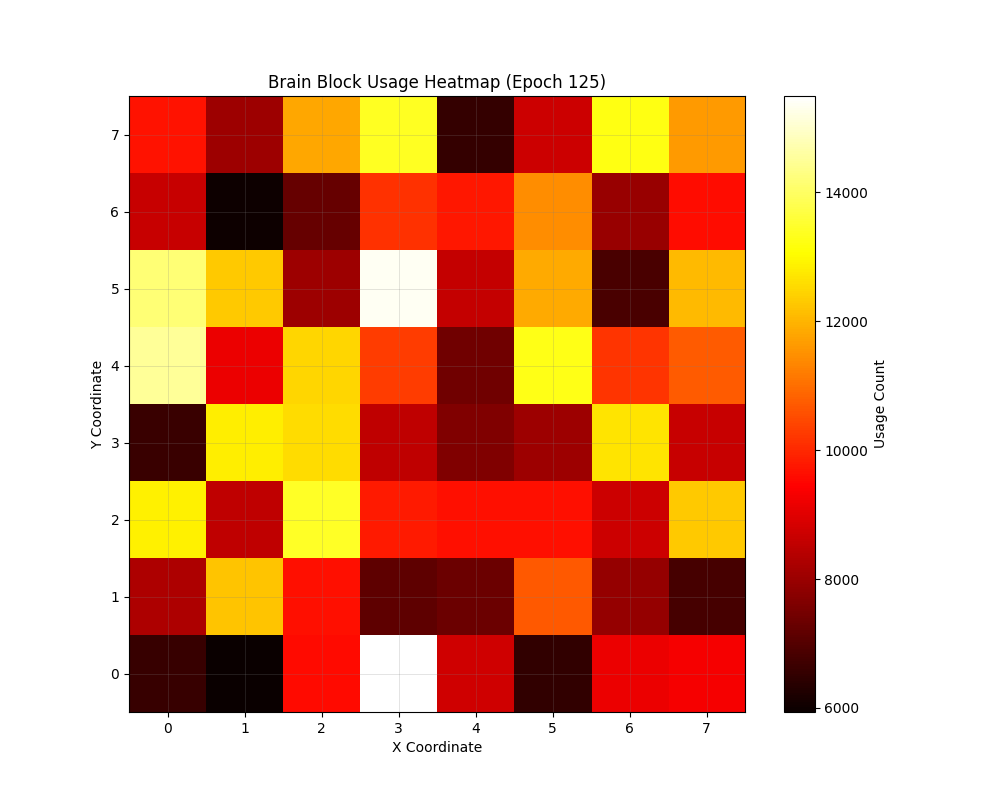 Brain Block Usage Heatmap (Epoch 125)
7
6
5
4
3
2
1
0
Y Coordinate
0 1 2 3 4 5 6 7
X Coordinate
14000
12000
10000
8000
6000
Usage Count